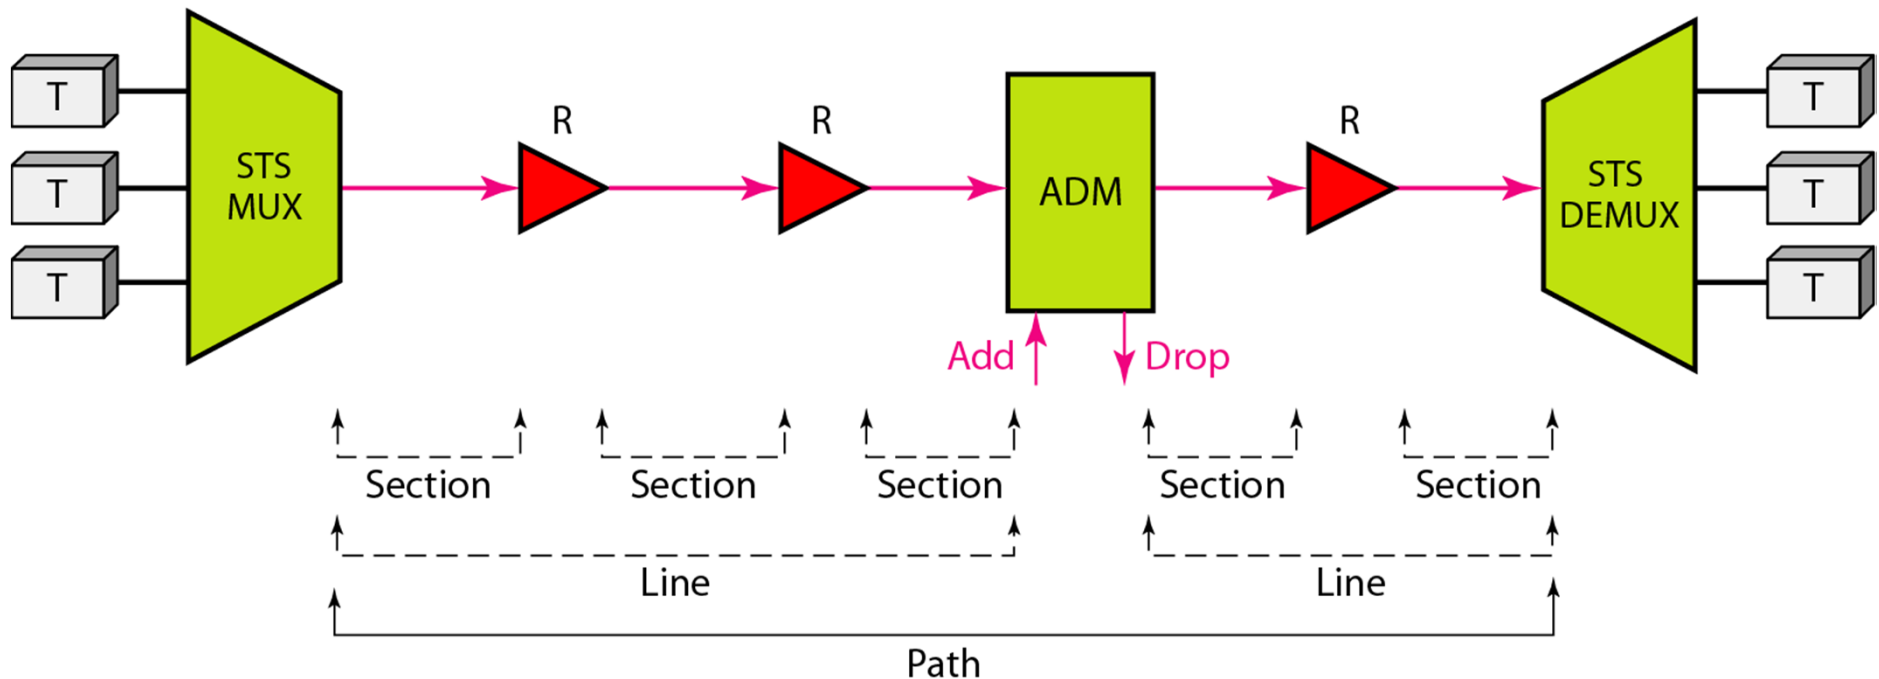 R R R
T T
STS
MUX
STS
DEMUX
T ADM T
T T
Add Drop
Section Section Section Section Section
Line Line
Path